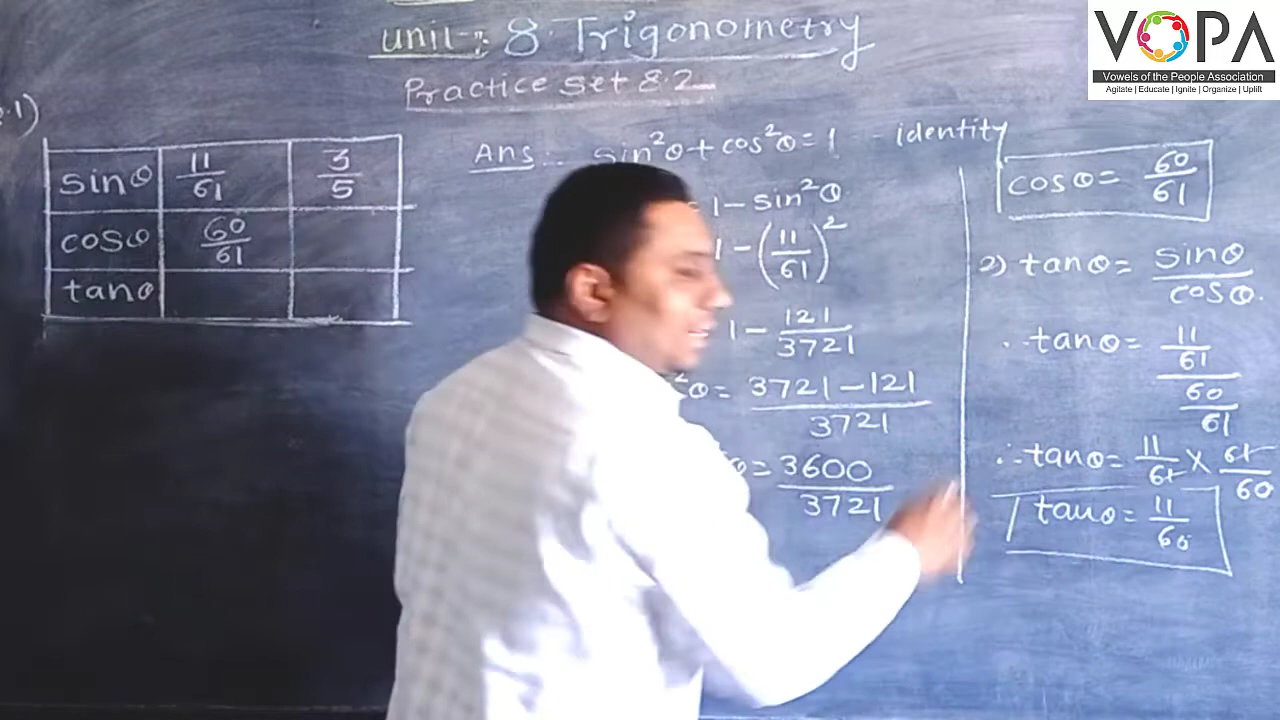 Unit-: 8. Trigonometry
Practice Set 8.2
.1)
sinθ 11/61 3/5
cosθ 60/61
tanθ
Ans :- sin²θ + cos²θ = 1 -- identity
= 1 - sin²θ
1 - (11/61)²
1 - 121/3721
²θ = 3721 - 121/3721
θ = 3600/3721
cosθ = 60/61
2) tanθ = sinθ/cosθ.
∴ tanθ = 11/61/60/61
∴ tanθ = 11/61 × 61/60
tanθ = 11/60
VOPA
Vowels of the People Association
Agitate | Educate | Ignite | Organize | Uplift